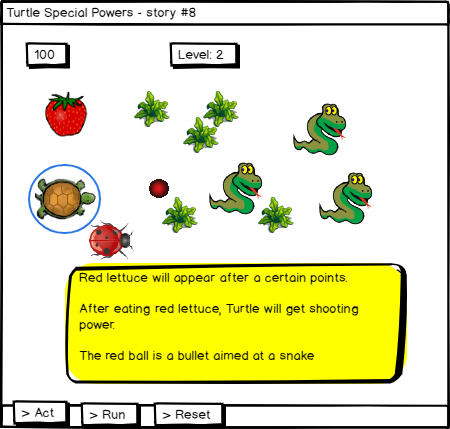 Turtle Special Powers - story #8
100
Level: 2
Red lettuce will appear after a certain points.
After eating red lettuce, Turtle will get shooting
power.
The red ball is a bullet aimed at a snake
> Act
> Run
> Reset